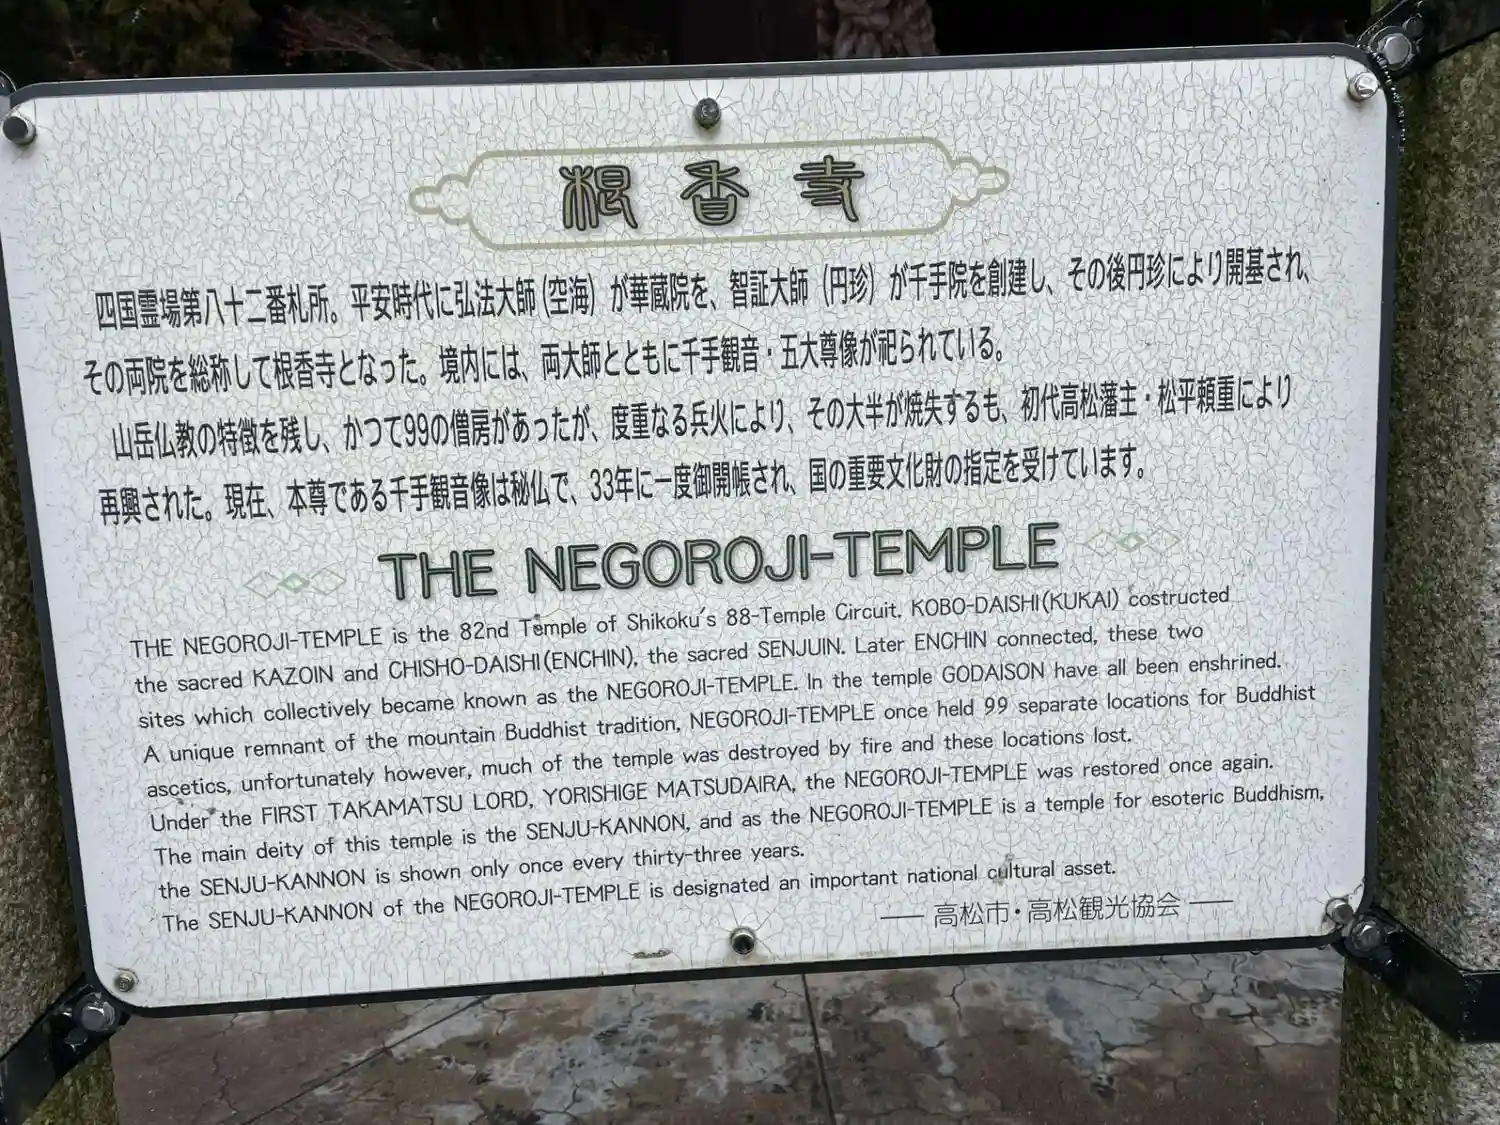 根香寺
四国霊場第八十二番札所。平安時代に弘法大師(空海)が華蔵院を、智証大師(円珍)が千手院を創建し、その後円珍により開基され、
その両院を総称して根香寺となった。境内には、両大師とともに千手観音・五大尊像が祀られている。
山岳仏教の特徴を残し、かつて99の僧房があったが、度重なる兵火により、その大半が焼失するも、初代高松藩主・松平頼重により
再興された。現在、本尊である千手観音像は秘仏で、33年に一度御開帳され、国の重要文化財の指定を受けています。
THE NEGOROJI-TEMPLE
THE NEGOROJI-TEMPLE is the 82nd Temple of Shikoku's 88-Temple Circuit. KOBO-DAISHI(KUKAI) costructed
the sacred KAZOIN and CHISHO-DAISHI(ENCHIN), the sacred SENJUIN. Later ENCHIN connected, these two
sites which collectively became known as the NEGOROJI-TEMPLE. In the temple GODAISON have all been enshrined.
A unique remnant of the mountain Buddhist tradition, NEGOROJI-TEMPLE once held 99 separate locations for Buddhist
ascetics, unfortunately however, much of the temple was destroyed by fire and these locations lost.
Under the FIRST TAKAMATSU LORD, YORISHIGE MATSUDAIRA, the NEGOROJI-TEMPLE was restored once again.
The main deity of this temple is the SENJU-KANNON, and as the NEGOROJI-TEMPLE is a temple for esoteric Buddhism,
the SENJU-KANNON is shown only once every thirty-three years.
The SENJU-KANNON of the NEGOROJI-TEMPLE is designated an important national cultural asset.
── 高松市・高松観光協会 ──